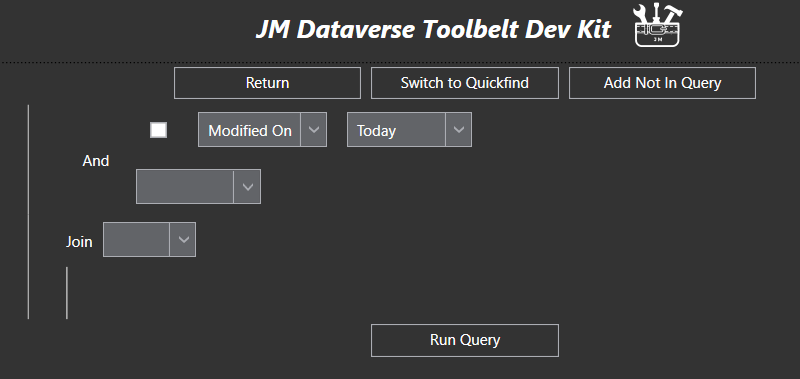 JM Dataverse Toolbelt Dev Kit
JM
Return Switch to Quickfind Add Not In Query
Modified On Today
And
Join
Run Query